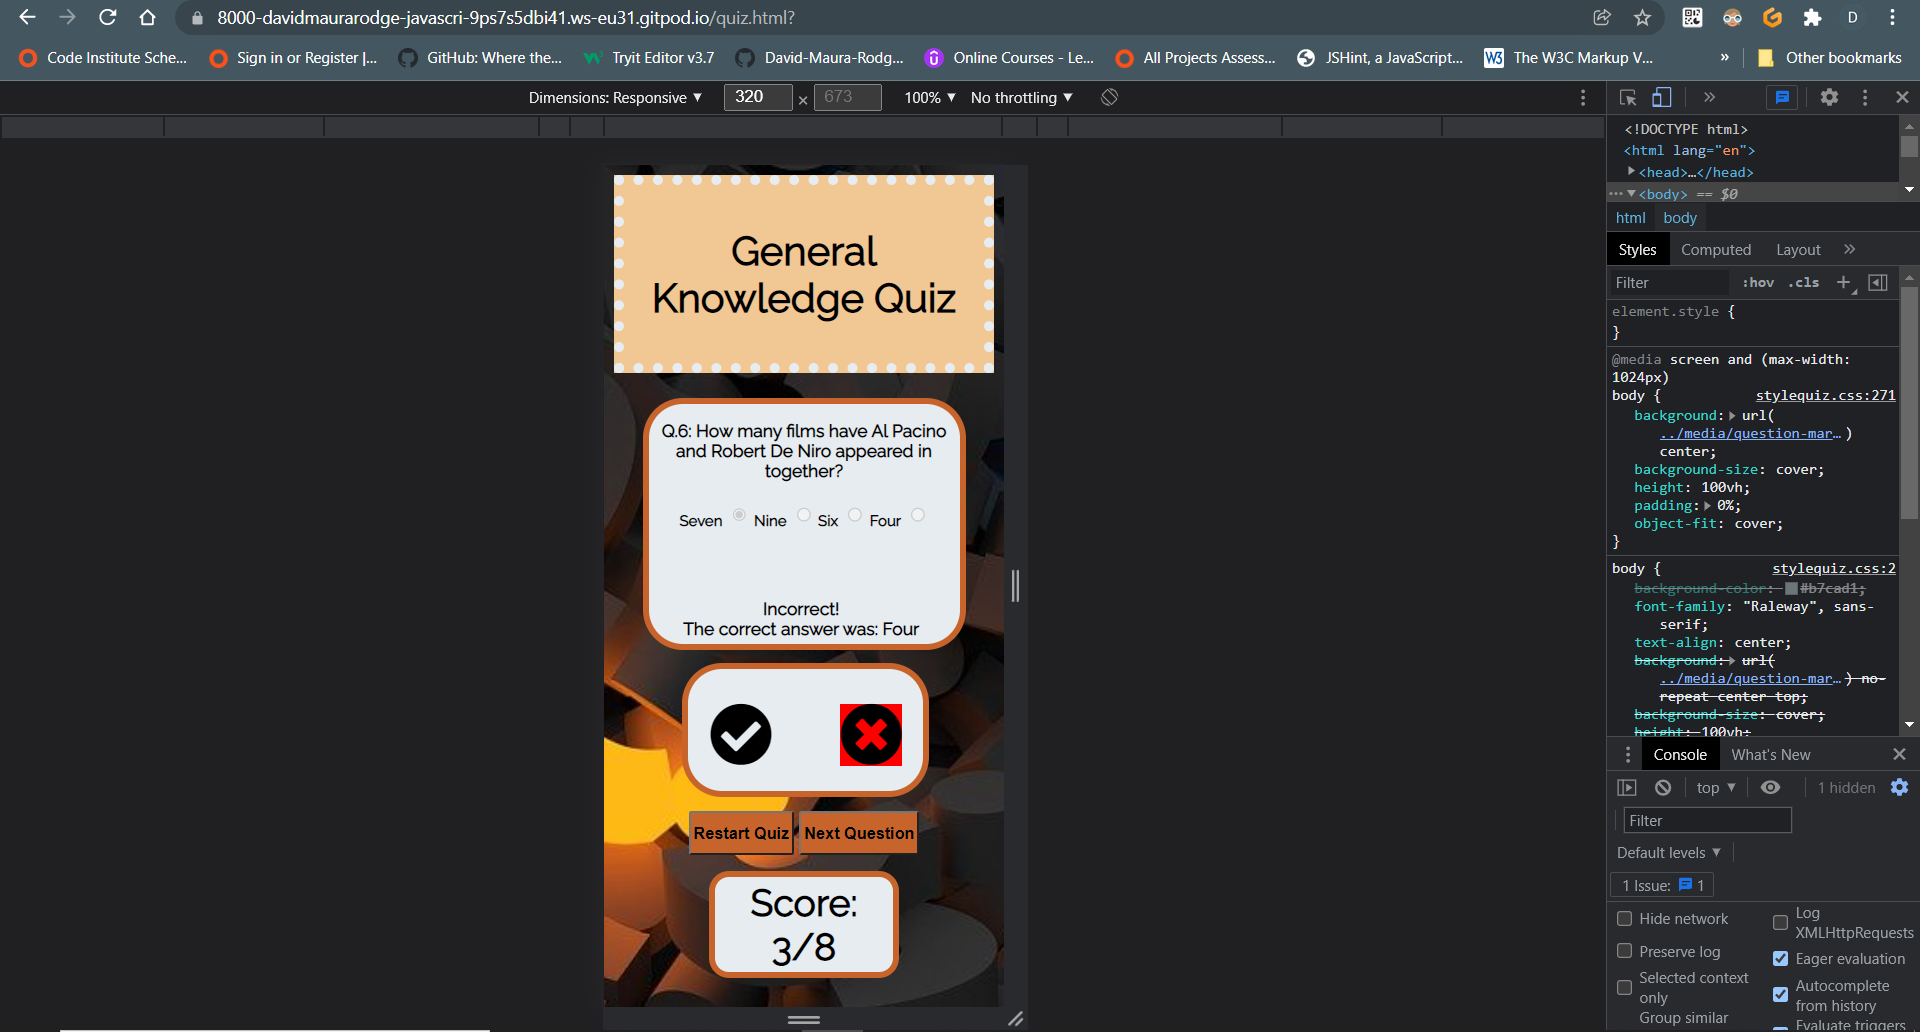 8000-davidmaurarodge-javascri-9ps7s5dbi41.ws-eu31.gitpod.io/quiz.html?
D
Code Institute Sche...
Sign in or Register |...
GitHub: Where the...
Tryit Editor v3.7
David-Maura-Rodg...
Online Courses - Le...
All Projects Assess...
JSHint, a JavaScript...
W3C
The W3C Markup V...
»
Other bookmarks
Dimensions: Responsive ▼
320
×
673
100% ▼
No throttling ▼
General
Knowledge Quiz
Q.6: How many films have Al Pacino
and Robert De Niro appeared in
together?
Seven Nine Six Four
Incorrect!
The correct answer was: Four
Restart Quiz
Next Question
Score:
3/8
<!DOCTYPE html>
<html lang="en">
<head>…</head>
<body> == $0
html
body
Styles
Computed
Layout
»
Filter
:hov
.cls
+
element.style {
}
@media screen and (max-width:
1024px)
body {
stylequiz.css:271
background: url(
../media/question-mar… )
center;
background-size: cover;
height: 100vh;
padding: 0%;
object-fit: cover;
}
body {
stylequiz.css:2
background-color: #b7cad1;
font-family: "Raleway", sans-
serif;
text-align: center;
background: url(
../media/question-mar… ) no-
repeat center top;
background-size: cover;
height: 100vh;
Console
What's New
top ▼
1 hidden
Filter
Default levels ▼
1 Issue: 1
Hide network
Preserve log
Selected context
only
Group similar
Log
XMLHttpRequests
Eager evaluation
Autocomplete
from history
Evaluate triggers